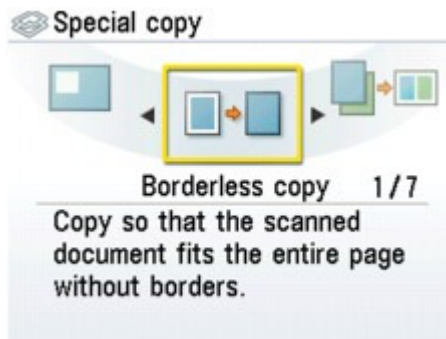 Special copy
Borderless copy 1/7
Copy so that the scanned
document fits the entire page
without borders.